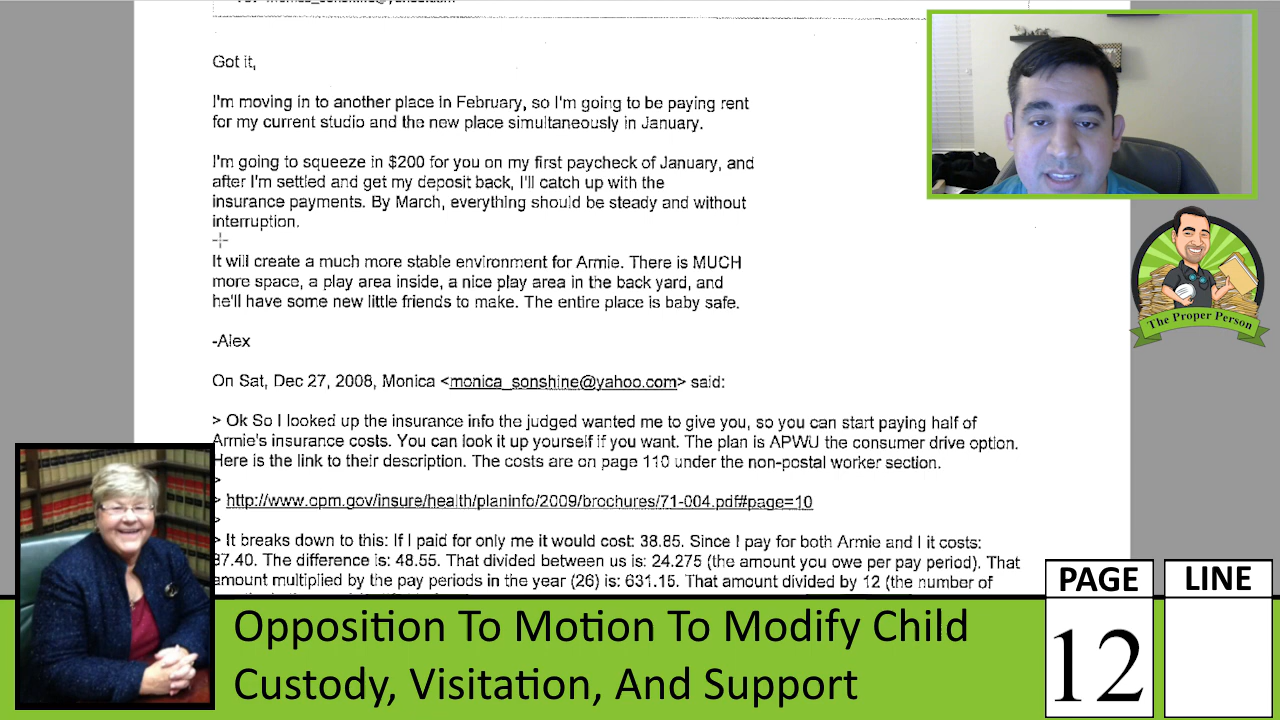 Got it,
I'm moving in to another place in February, so I'm going to be paying rent
for my current studio and the new place simultaneously in January.
I'm going to squeeze in $200 for you on my first paycheck of January, and
after I'm settled and get my deposit back, I'll catch up with the
insurance payments. By March, everything should be steady and without
interruption.
It will create a much more stable environment for Armie. There is MUCH
more space, a play area inside, a nice play area in the back yard, and
he'll have some new little friends to make. The entire place is baby safe.
-Alex
On Sat, Dec 27, 2008, Monica <monica_sonshine@yahoo.com> said:
> Ok So I looked up the insurance info the judged wanted me to give you, so you can start paying half of
Armie's insurance costs. You can look it up yourself if you want. The plan is APWU the consumer drive option.
Here is the link to their description. The costs are on page 110 under the non-postal worker section.
>
> http://www.opm.gov/insure/health/planinfo/2009/brochures/71-004.pdf#page=10
>
> It breaks down to this: If I paid for only me it would cost: 38.85. Since I pay for both Armie and I it costs:
87.40. The difference is: 48.55. That divided between us is: 24.275 (the amount you owe per pay period). That
amount multiplied by the pay periods in the year (26) is: 631.15. That amount divided by 12 (the number of
The Proper Person
Opposition To Motion To Modify Child
Custody, Visitation, And Support
PAGE
12
LINE